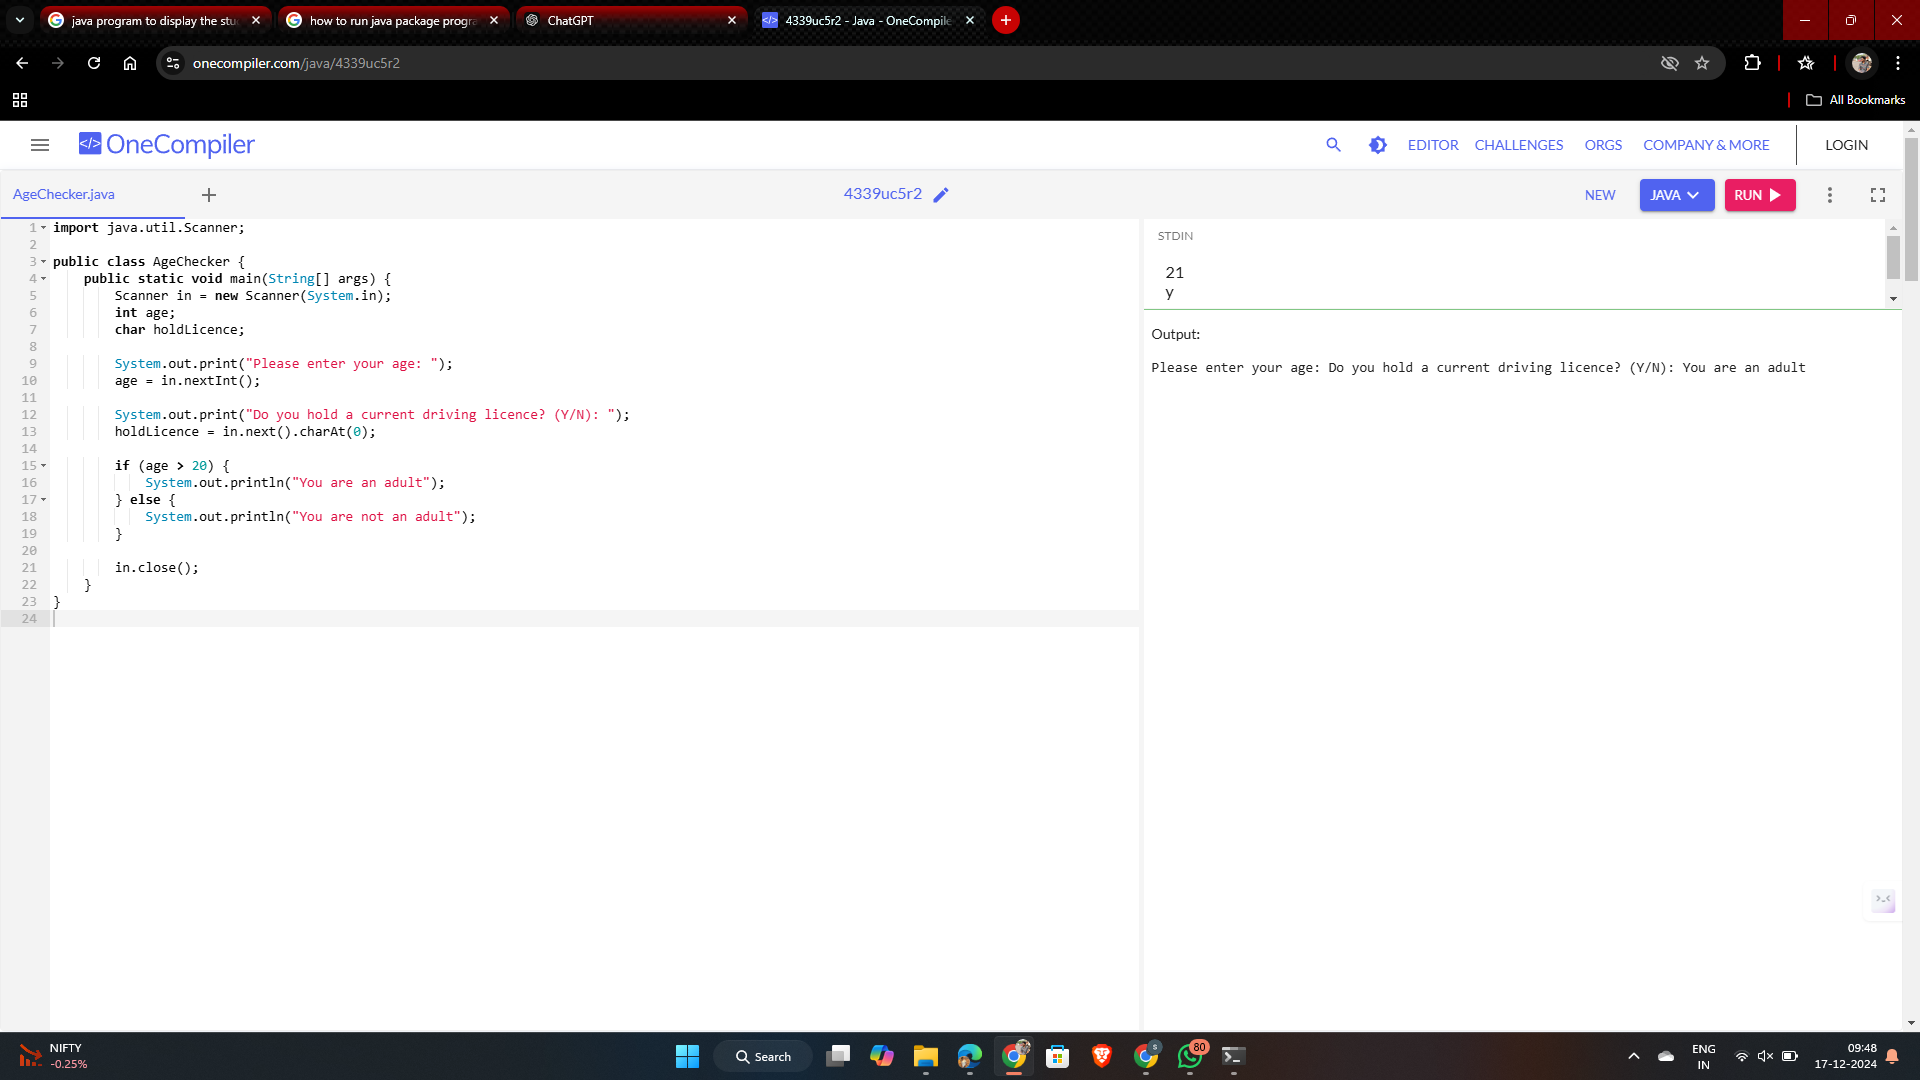 java program to display the stu
how to run java package progra
ChatGPT
4339uc5r2 - Java - OneCompile
onecompiler.com/java/4339uc5r2
All Bookmarks
</> OneCompiler
EDITOR CHALLENGES ORGS COMPANY & MORE LOGIN
AgeChecker.java
4339uc5r2
NEW JAVA RUN
1 import java.util.Scanner;
2
3 public class AgeChecker {
4 public static void main(String[] args) {
5 Scanner in = new Scanner(System.in);
6 int age;
7 char holdLicence;
8
9 System.out.print("Please enter your age: ");
10 age = in.nextInt();
11
12 System.out.print("Do you hold a current driving licence? (Y/N): ");
13 holdLicence = in.next().charAt(0);
14
15 if (age > 20) {
16 System.out.println("You are an adult");
17 } else {
18 System.out.println("You are not an adult");
19 }
20
21 in.close();
22 }
23 }
24
STDIN
21
y
Output:
Please enter your age: Do you hold a current driving licence? (Y/N): You are an adult
NIFTY
-0.25%
Search
S
80
ENG
IN
09:48
17-12-2024